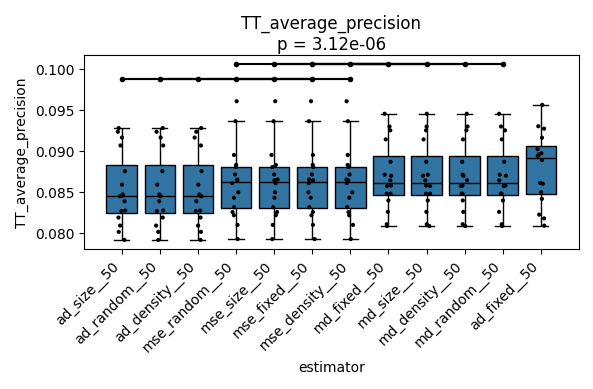 TT_average_precision
p = 3.12e-06
TT_average_precision
0.100
0.095
0.090
0.085
0.080
ad_size__50
ad_random__50
ad_density__50
mse_random__50
mse_size__50
mse_fixed__50
mse_density__50
md_fixed__50
md_size__50
md_density__50
md_random__50
ad_fixed__50
estimator